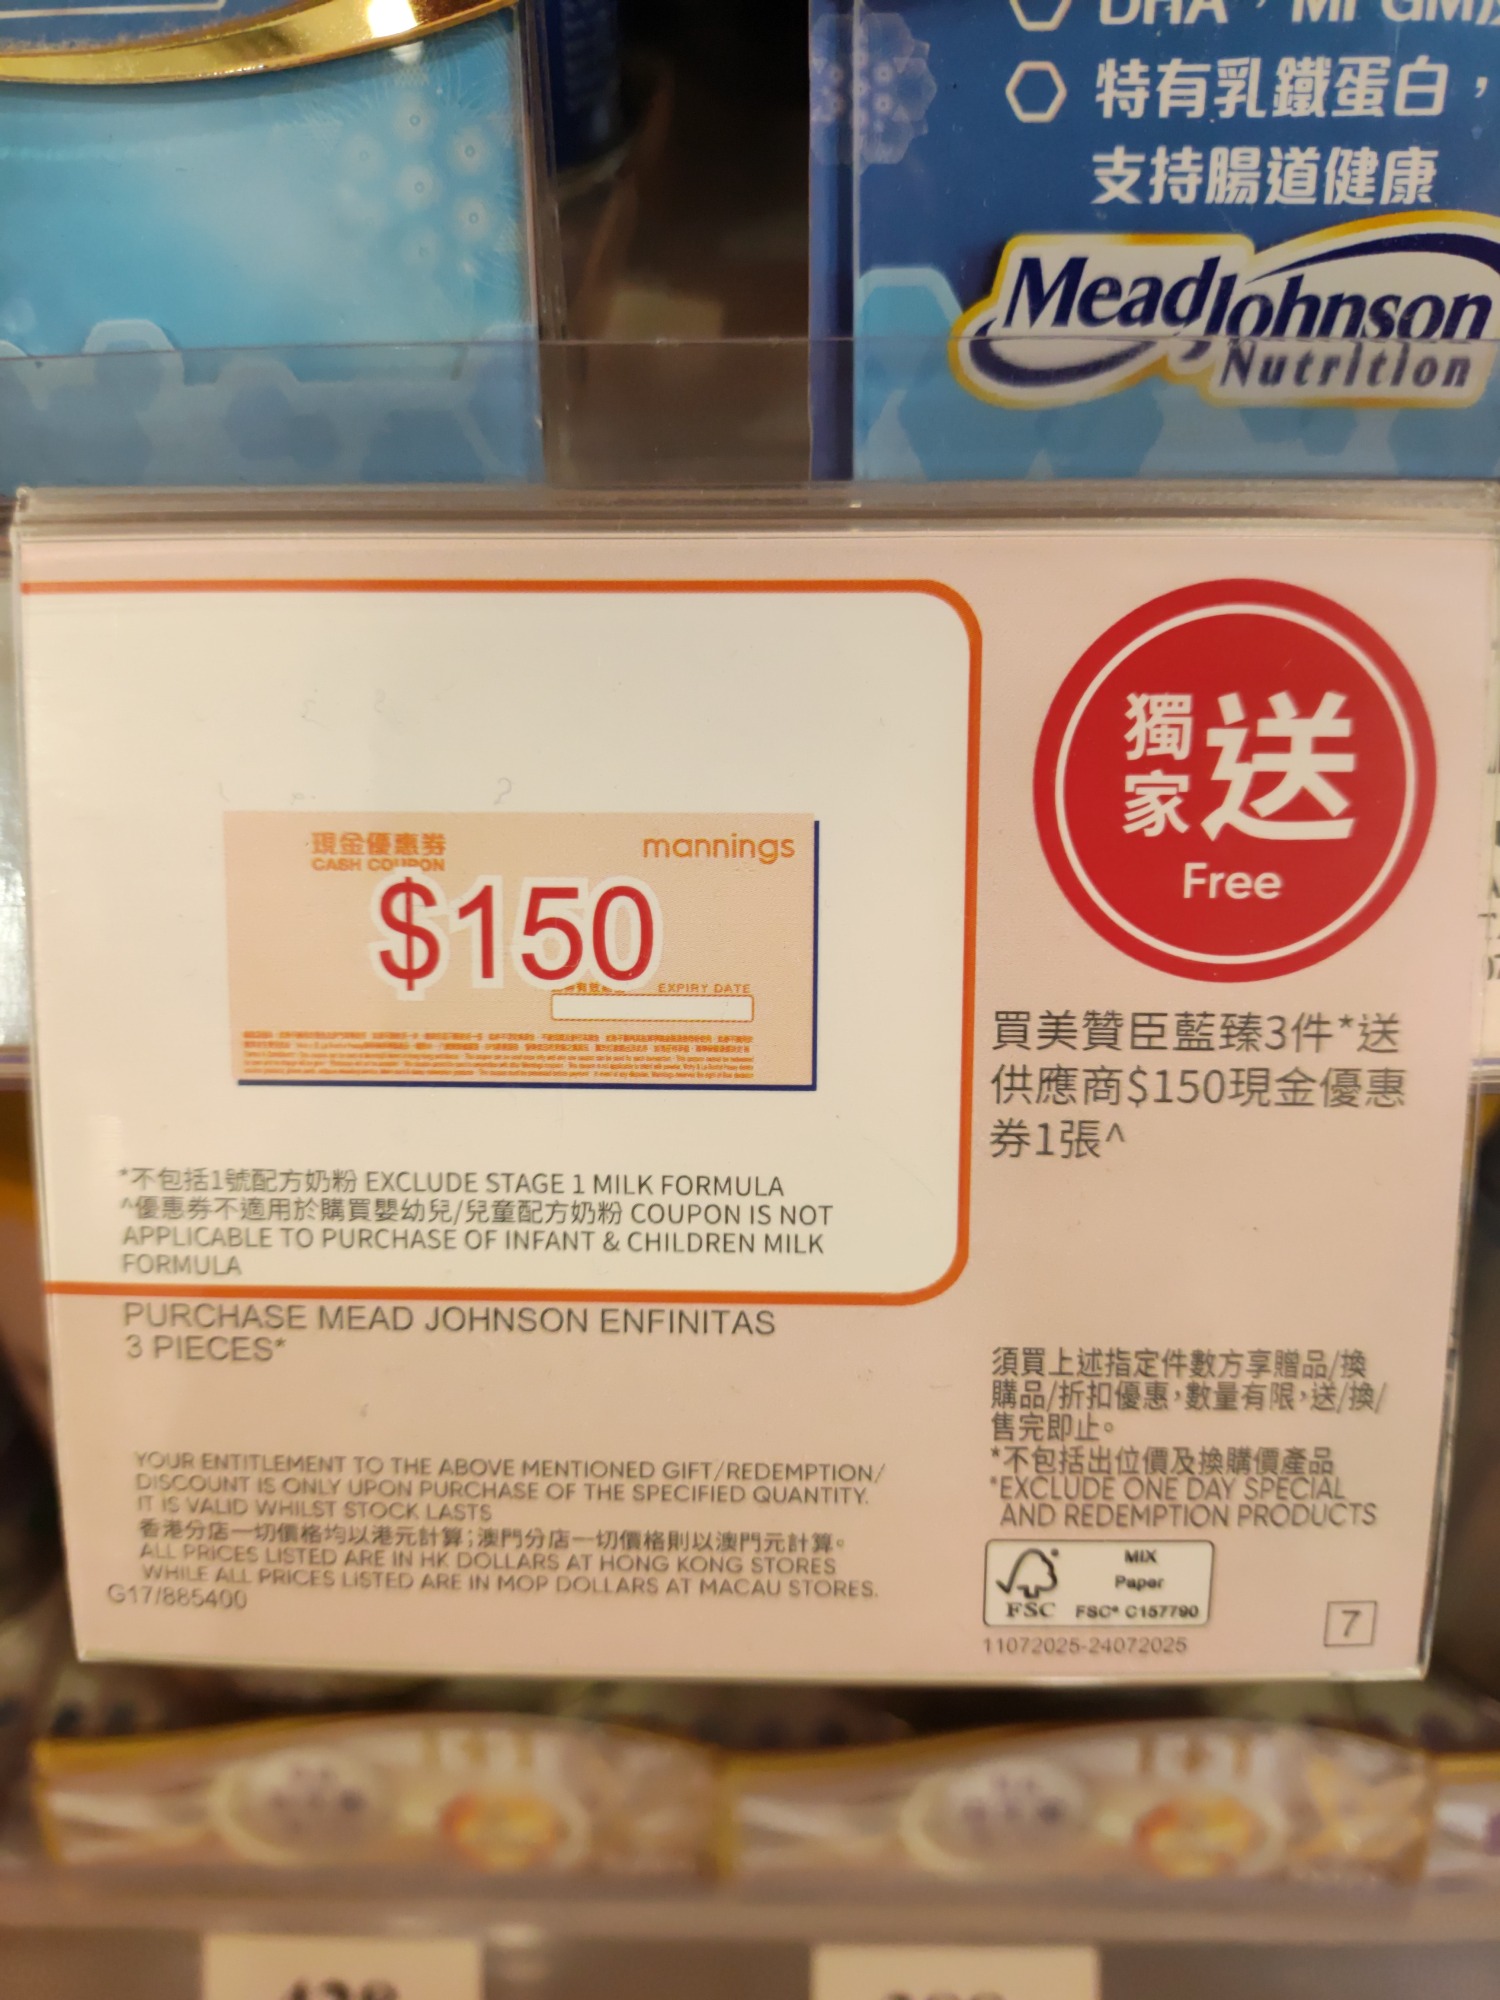 特有乳鐵蛋白，
支持腸道健康
MeadJohnson
Nutrition
獨家送
Free
現金優惠券
CASH COUPON
mannings
$150
EXPIRY DATE
買美贊臣藍臻3件*送
供應商$150現金優惠
券1張^
*不包括1號配方奶粉 EXCLUDE STAGE 1 MILK FORMULA
^優惠券不適用於購買嬰幼兒/兒童配方奶粉 COUPON IS NOT
APPLICABLE TO PURCHASE OF INFANT & CHILDREN MILK
FORMULA
PURCHASE MEAD JOHNSON ENFINITAS
3 PIECES*
須買上述指定件數方享贈品/換
購品/折扣優惠，數量有限，送/換/
售完即止。
*不包括出位價及換購價產品
*EXCLUDE ONE DAY SPECIAL
AND REDEMPTION PRODUCTS
YOUR ENTITLEMENT TO THE ABOVE MENTIONED GIFT/REDEMPTION/
DISCOUNT IS ONLY UPON PURCHASE OF THE SPECIFIED QUANTITY.
IT IS VALID WHILST STOCK LASTS
香港分店一切價格均以港元計算；澳門分店一切價格則以澳門元計算。
ALL PRICES LISTED ARE IN HK DOLLARS AT HONG KONG STORES
WHILE ALL PRICES LISTED ARE IN MOP DOLLARS AT MACAU STORES.
G17/885400
MIX
Paper
FSC
FSC® C157790
11072025-24072025
7